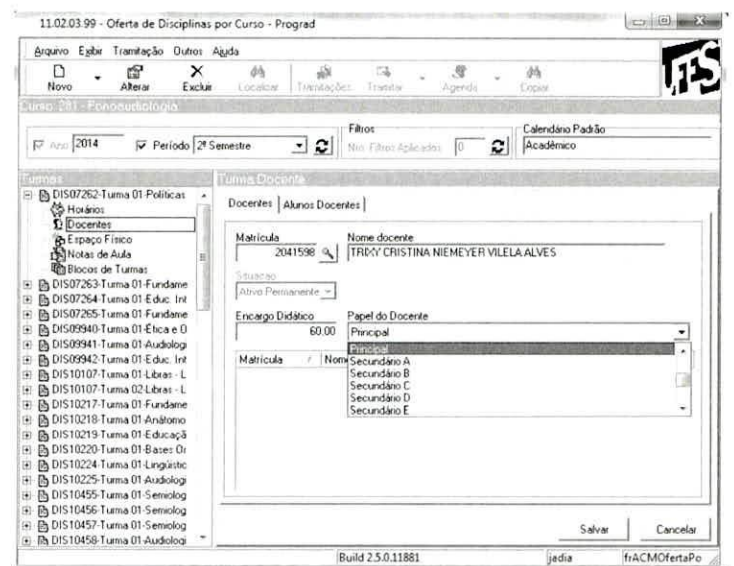 11.02.03.99 - Oferta de Disciplinas por Curso - Prograd
Arquivo Exibir Tramitação Outros Ajuda
Novo Alterar Excluir Localizar Tramitações Tramitar Agenda Copiar
Curso: 281 - Fonoaudiologia
Ano 2014 Período 2º Semestre
Filtros
Nro. Filtros Aplicados 0
Calendário Padrão
Acadêmico
Turmas
DIS07262-Turma 01-Políticas
Horários
Docentes
Espaço Físico
Notas de Aula
Blocos de Turmas
DIS07263-Turma 01-Fundame
DIS07264-Turma 01-Educ. Int
DIS07265-Turma 01-Fundame
DIS09940-Turma 01-Ética e O
DIS09941-Turma 01-Audiologi
DIS09942-Turma 01-Educ. Int
DIS10107-Turma 01-Libras - L
DIS10107-Turma 02-Libras - L
DIS10217-Turma 01-Fundame
DIS10218-Turma 01-Anátomo
DIS10219-Turma 01-Educaçã
DIS10220-Turma 01-Bases Or
DIS10224-Turma 01-Lingüístic
DIS10225-Turma 01-Audiologi
DIS10455-Turma 01-Semiolog
DIS10456-Turma 01-Semiolog
DIS10457-Turma 01-Semiolog
DIS10458-Turma 01-Audiologi
Turma Docente
Docentes Alunos Docentes
Matrícula Nome docente
2041598 TRIXY CRISTINA NIEMEYER VILELA ALVES
Situacao
Ativo Permanente
Encargo Didático Papel do Docente
60,00 Principal
Matrícula / Nom
Principal
Secundário A
Secundário B
Secundário C
Secundário D
Secundário E
Salvar Cancelar
Build 2.5.0.11881 jadia frACMOfertaPo